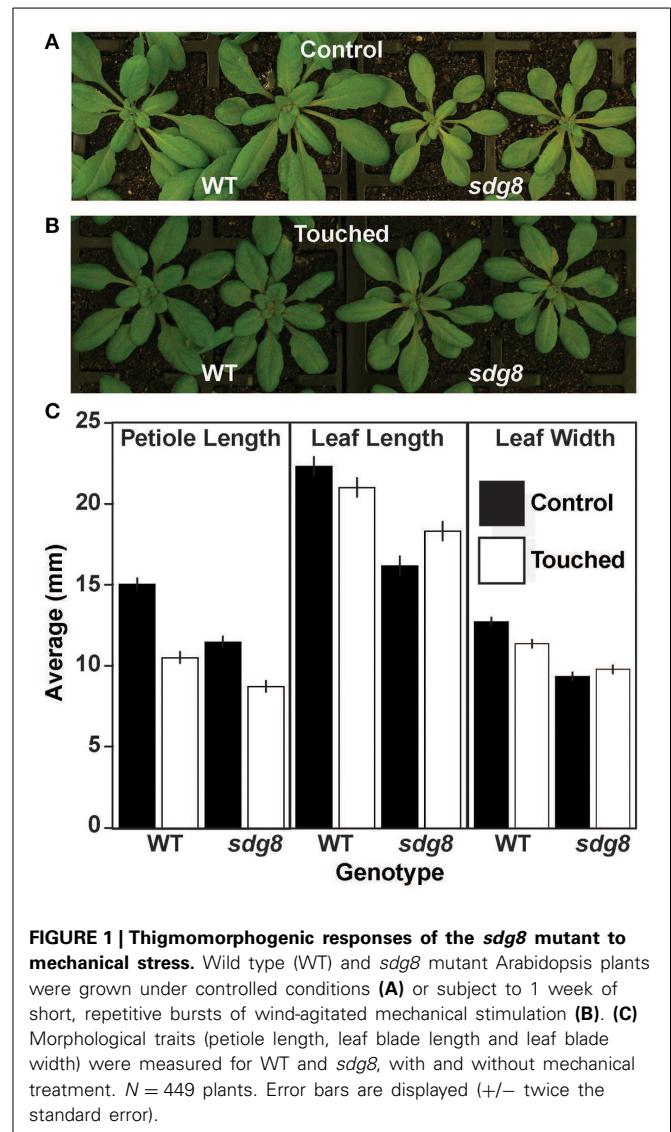 A
Control
WT
sdg8
B
Touched
WT
sdg8
C
25
20
15
10
5
0
Average (mm)
Petiole Length
Leaf Length
Leaf Width
Control
Touched
WT
sdg8
WT
sdg8
WT
sdg8
Genotype
FIGURE 1 | Thigmomorphogenic responses of the sdg8 mutant to
mechanical stress. Wild type (WT) and sdg8 mutant Arabidopsis plants
were grown under controlled conditions (A) or subject to 1 week of
short, repetitive bursts of wind-agitated mechanical stimulation (B). (C)
Morphological traits (petiole length, leaf blade length and leaf blade
width) were measured for WT and sdg8, with and without mechanical
treatment. N = 449 plants. Error bars are displayed (+/− twice the
standard error).